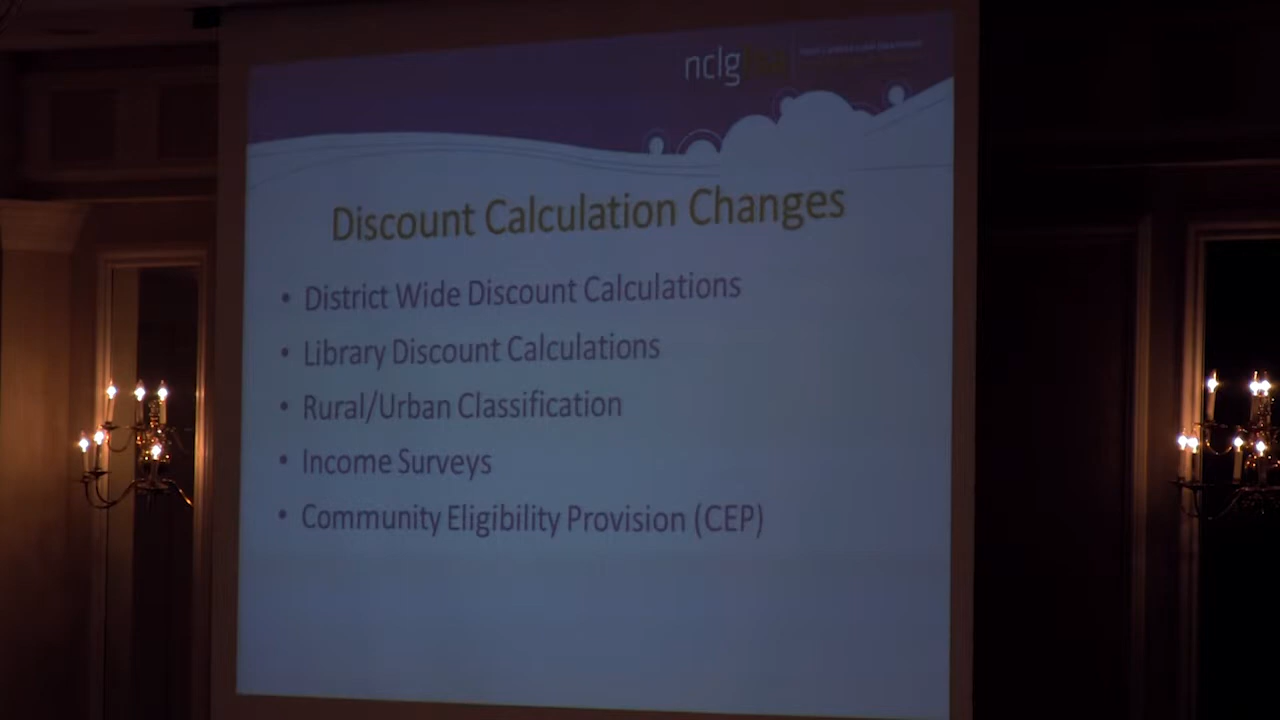 nclg
Discount Calculation Changes
• District Wide Discount Calculations
• Library Discount Calculations
• Rural/Urban Classification
• Income Surveys
• Community Eligibility Provision (CEP)